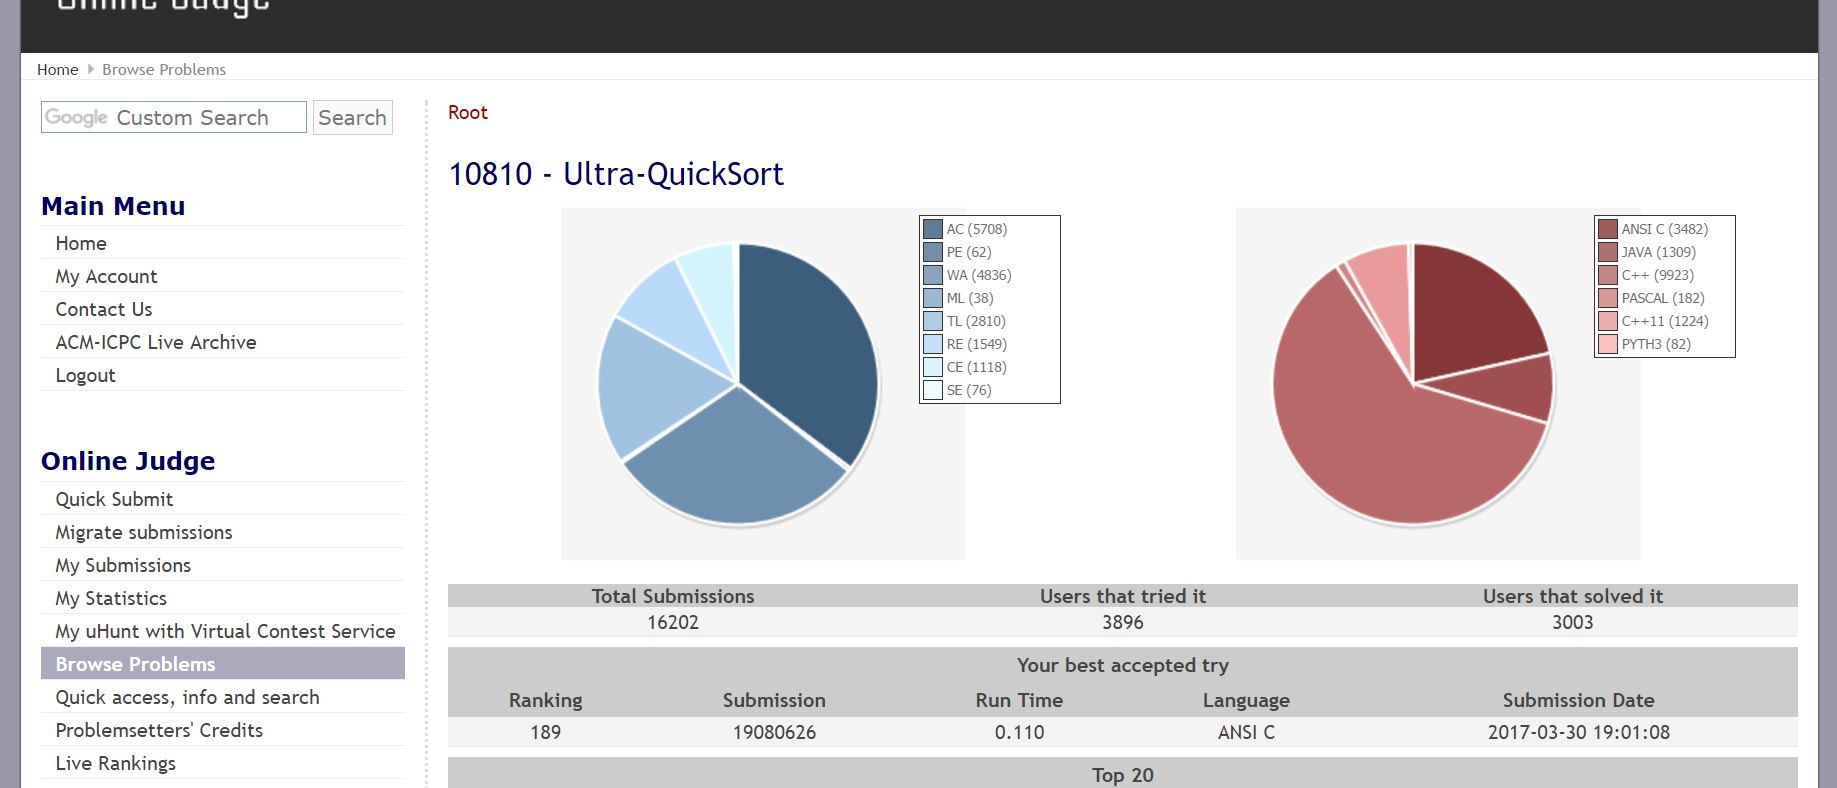 Online Judge
Home Browse Problems
Google Custom Search Search
Main Menu
Home
My Account
Contact Us
ACM-ICPC Live Archive
Logout
Online Judge
Quick Submit
Migrate submissions
My Submissions
My Statistics
My uHunt with Virtual Contest Service
Browse Problems
Quick access, info and search
Problemsetters' Credits
Live Rankings
Root
10810 - Ultra-QuickSort
AC (5708)
PE (62)
WA (4836)
ML (38)
TL (2810)
RE (1549)
CE (1118)
SE (76)
ANSI C (3482)
JAVA (1309)
C++ (9923)
PASCAL (182)
C++11 (1224)
PYTH3 (82)
Total Submissions Users that tried it Users that solved it
16202 3896 3003
Your best accepted try
Ranking Submission Run Time Language Submission Date
189 19080626 0.110 ANSI C 2017-03-30 19:01:08
Top 20